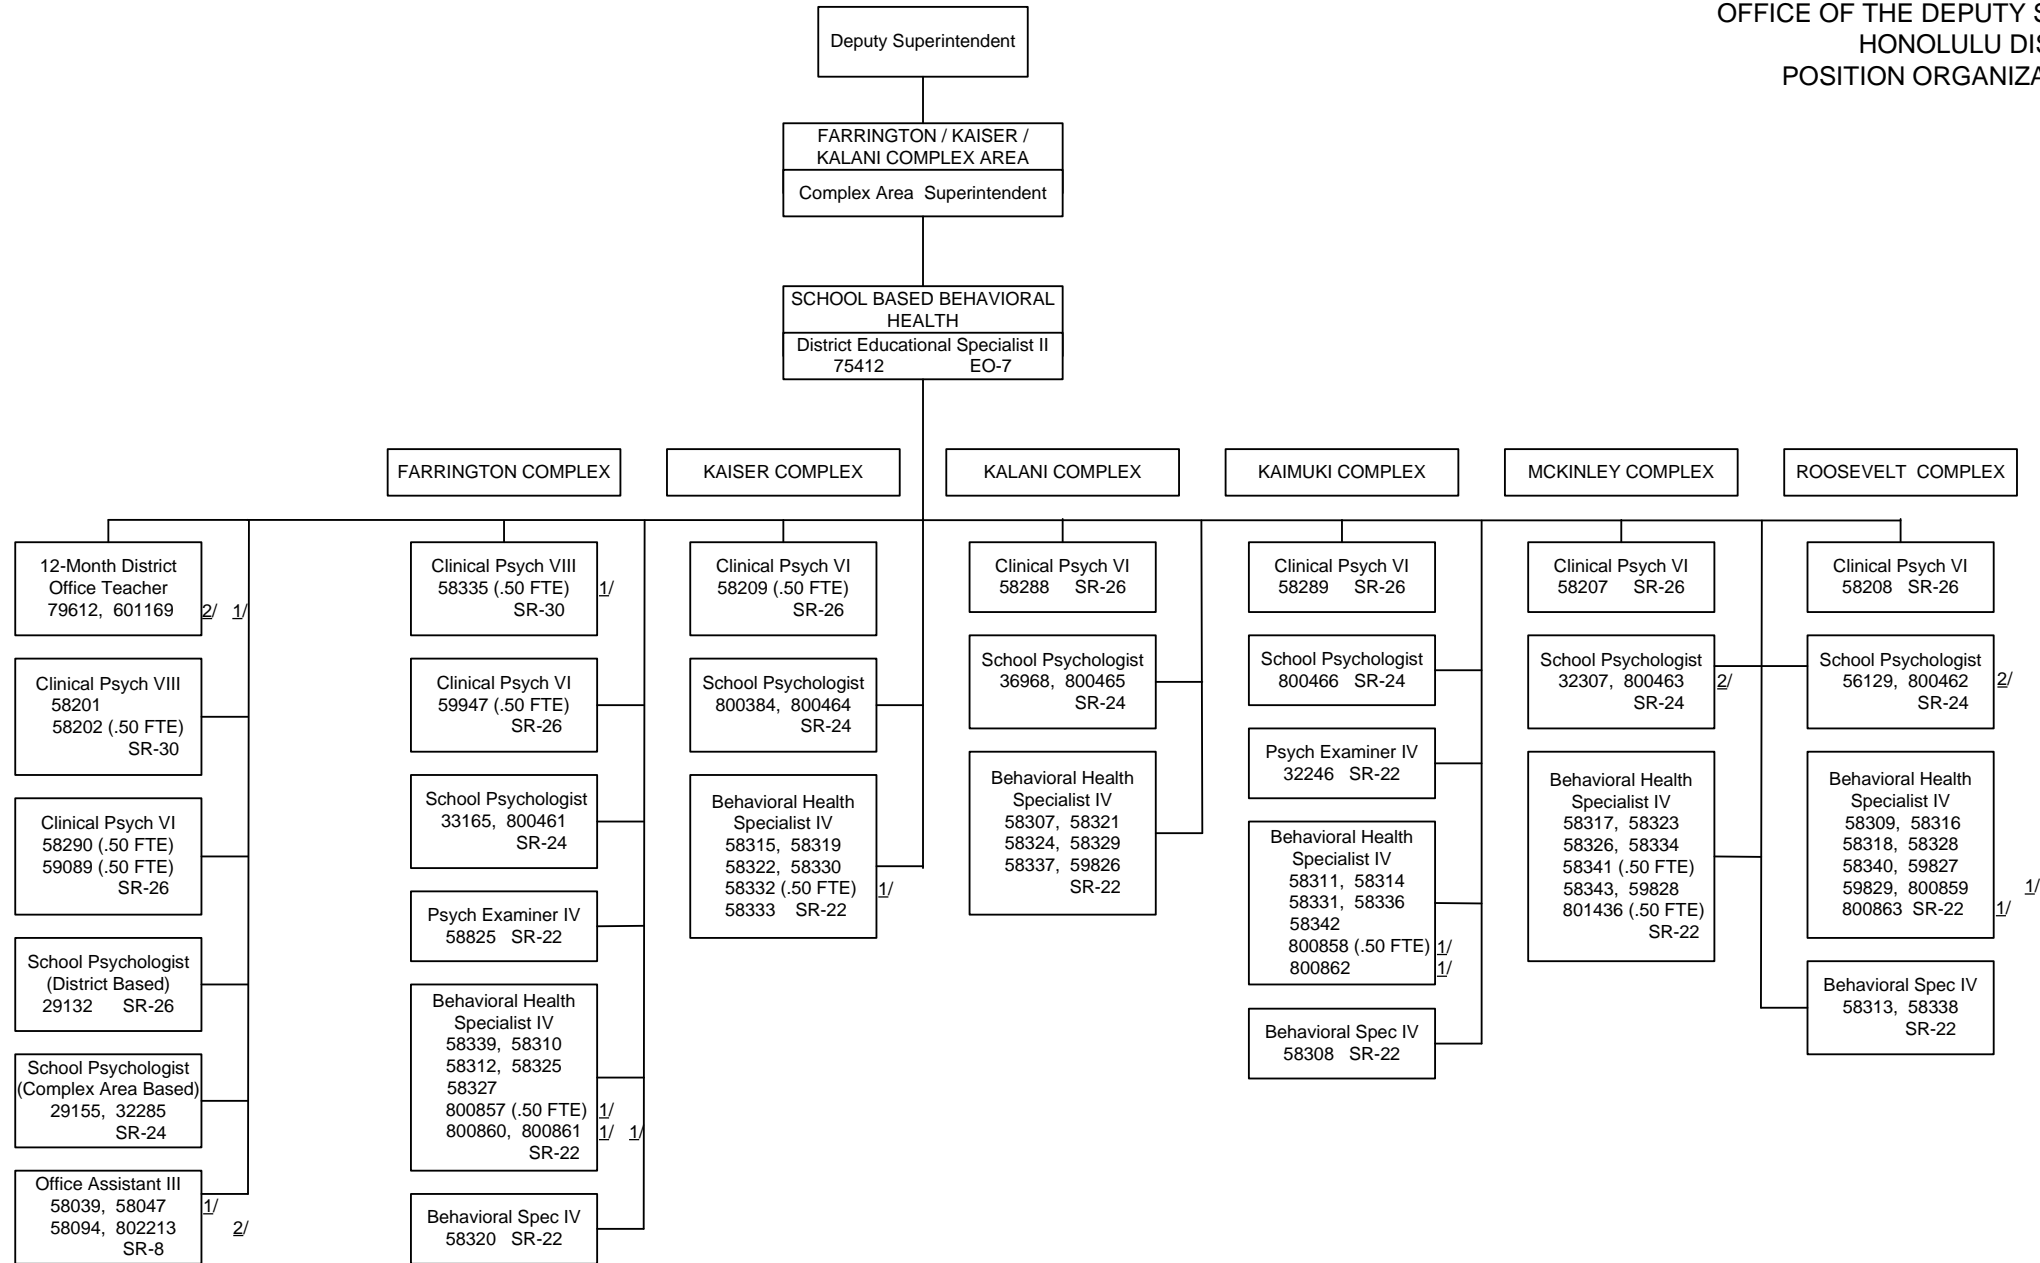 OFFICE OF THE DEPUTY
HONOLULU
POSITION
Deputy Superintendent
FARRINGTON / KAISER /
KALANI COMPLEX AREA
Complex Area Superintendent
SCHOOL BASED BEHAVIORAL
HEALTH
District Educational Specialist II
75412 EO-7
FARRINGTON COMPLEX
KAISER COMPLEX
KALANI COMPLEX
KAIMUKI COMPLEX
MCKINLEY COMPLEX
ROOSEVELT COMPLEX
12-Month District
Office Teacher
79612, 601169 2/ 1/
Clinical Psych VIII
58201
58202 (.50 FTE)
SR-30
Clinical Psych VI
58290 (.50 FTE)
59089 (.50 FTE)
SR-26
School Psychologist
(District Based)
29132 SR-26
School Psychologist
(Complex Area Based)
29155, 32285
SR-24
Office Assistant III
58039, 58047 1/
58094, 802213 2/
SR-8
Clinical Psych VIII
58335 (.50 FTE) 1/
SR-30
Clinical Psych VI
59947 (.50 FTE)
SR-26
School Psychologist
33165, 800461
SR-24
Psych Examiner IV
58825 SR-22
Behavioral Health
Specialist IV
58339, 58310
58312, 58325
58327
800857 (.50 FTE) 1/
800860, 800861 1/ 1/
SR-22
Behavioral Spec IV
58320 SR-22
Clinical Psych VI
58209 (.50 FTE)
SR-26
School Psychologist
800384, 800464
SR-24
Behavioral Health
Specialist IV
58315, 58319
58322, 58330
58332 (.50 FTE) 1/
58333 SR-22
Clinical Psych VI
58288 SR-26
School Psychologist
36968, 800465
SR-24
Behavioral Health
Specialist IV
58307, 58321
58324, 58329
58337, 59826
SR-22
Clinical Psych VI
58289 SR-26
School Psychologist
800466 SR-24
Psych Examiner IV
32246 SR-22
Behavioral Health
Specialist IV
58311, 58314
58331, 58336
58342
800858 (.50 FTE) 1/
800862 1/
Behavioral Spec IV
58308 SR-22
Clinical Psych VI
58207 SR-26
School Psychologist
32307, 800463 2/
SR-24
Behavioral Health
Specialist IV
58317, 58323
58326, 58334
58341 (.50 FTE)
58343, 59828
801436 (.50 FTE)
SR-22
Clinical Psych VI
58208 SR-26
School Psychologist
56129, 800462 2/
SR-24
Behavioral Health
Specialist IV
58309, 58316
58318, 58328
58340, 59827
59829, 800859 1/
800863 SR-22 1/
Behavioral Spec IV
58313, 58338
SR-22